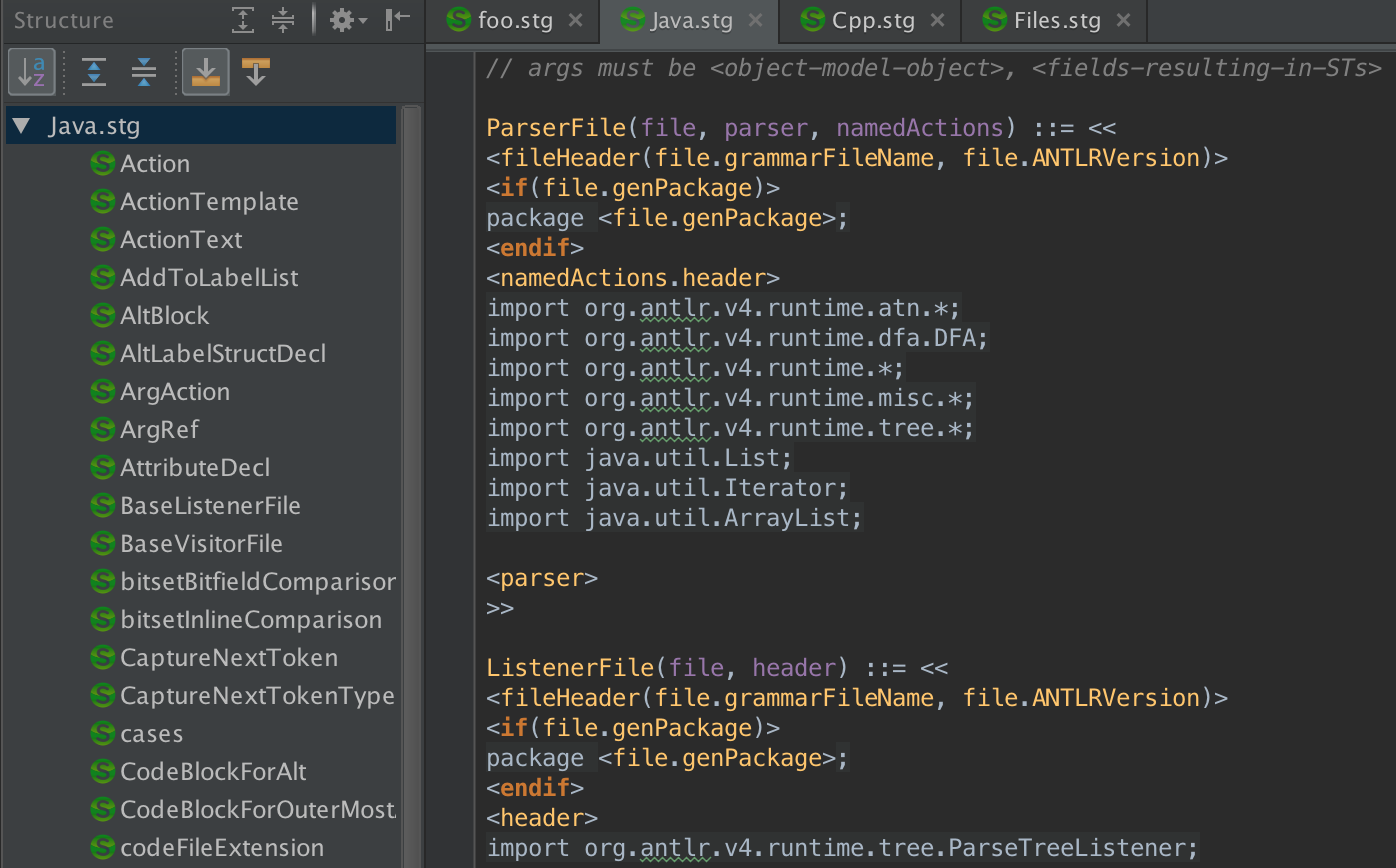 Structure
foo.stg
Java.stg
Cpp.stg
Files.stg
a
z
Java.stg
Action
ActionTemplate
ActionText
AddToLabelList
AltBlock
AltLabelStructDecl
ArgAction
ArgRef
AttributeDecl
BaseListenerFile
BaseVisitorFile
bitsetBitfieldComparison
bitsetInlineComparison
CaptureNextToken
CaptureNextTokenType
cases
CodeBlockForAlt
CodeBlockForOuterMost
codeFileExtension
// args must be <object-model-object>, <fields-resulting-in-STs>
ParserFile(file, parser, namedActions) ::= <<
<fileHeader(file.grammarFileName, file.ANTLRVersion)>
<if(file.genPackage)>
package <file.genPackage>;
<endif>
<namedActions.header>
import org.antlr.v4.runtime.atn.*;
import org.antlr.v4.runtime.dfa.DFA;
import org.antlr.v4.runtime.*;
import org.antlr.v4.runtime.misc.*;
import org.antlr.v4.runtime.tree.*;
import java.util.List;
import java.util.Iterator;
import java.util.ArrayList;
<parser>
>>
ListenerFile(file, header) ::= <<
<fileHeader(file.grammarFileName, file.ANTLRVersion)>
<if(file.genPackage)>
package <file.genPackage>;
<endif>
<header>
import org.antlr.v4.runtime.tree.ParseTreeListener;